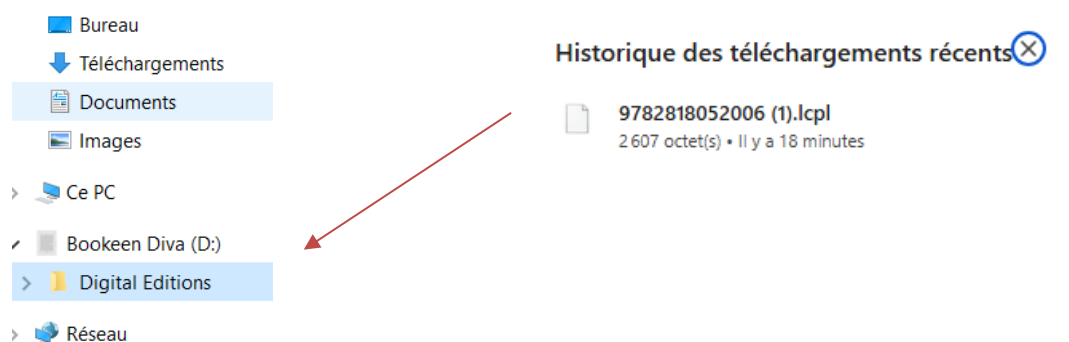 Bureau
Téléchargements
Documents
Images
Ce PC
Bookeen Diva (D:)
Digital Editions
Réseau
Historique des téléchargements récents
9782818052006 (1).lcpl
2 607 octet(s) • Il y a 18 minutes